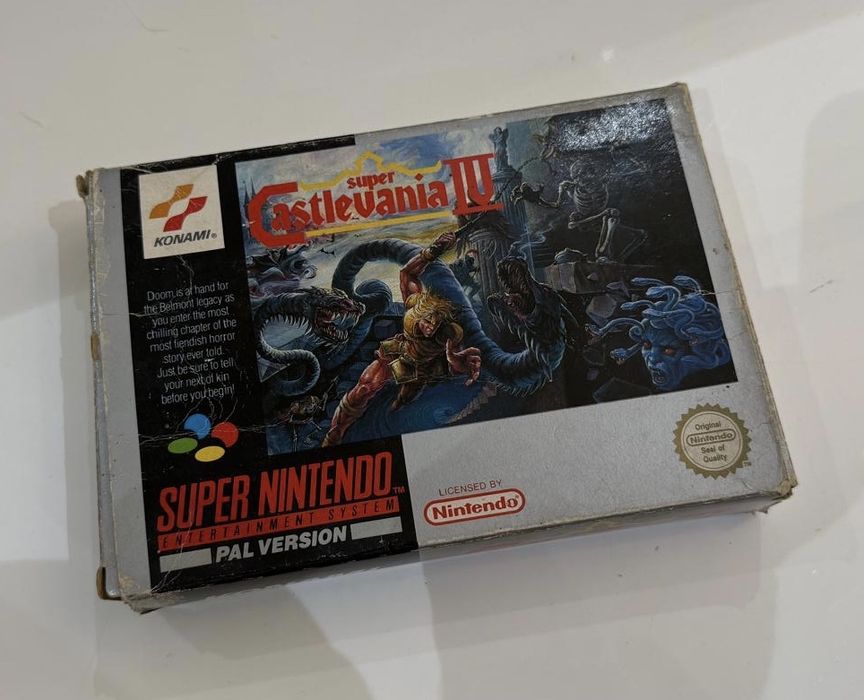 KONAMI®
super
Castlevania IV
Doom is at hand for
the Belmont legacy as
you enter the most
chilling chapter of the
most fiendish horror
story ever told.
Just be sure to tell
your next of kin
before you begin!
SUPER NINTENDO™
ENTERTAINMENT SYSTEM
PAL VERSION
LICENSED BY
Nintendo®
Original
Nintendo®
Seal of
Quality
TM